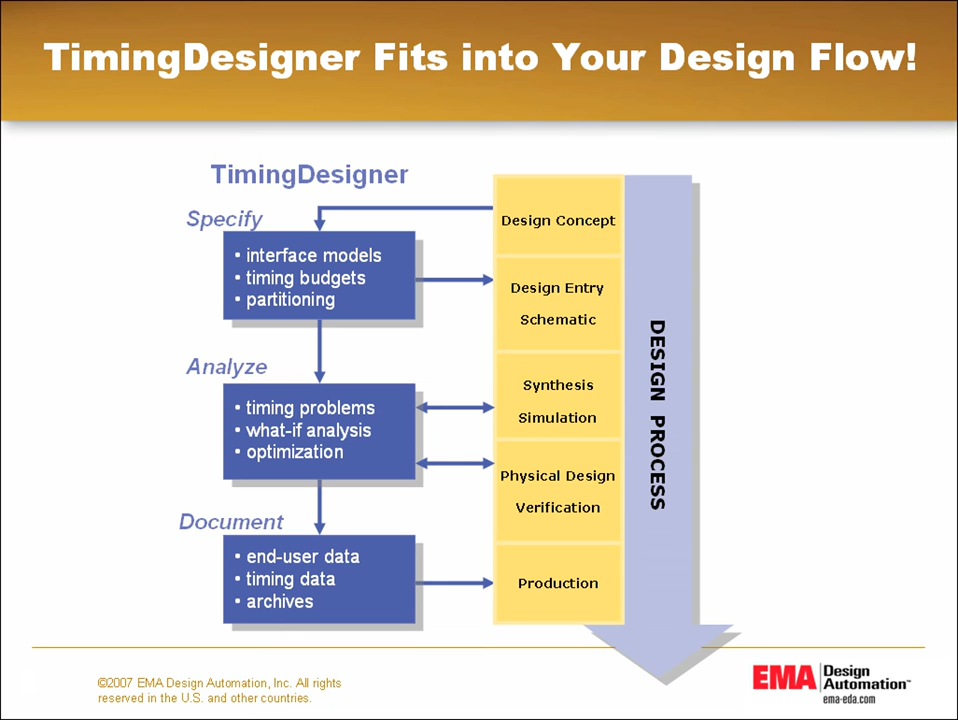 TimingDesigner Fits into Your Design Flow!
TimingDesigner
Specify
• interface models
• timing budgets
• partitioning
Analyze
• timing problems
• what-if analysis
• optimization
Document
• end-user data
• timing data
• archives
Design Concept
Design Entry
Schematic
Synthesis
Simulation
Physical Design
Verification
Production
DESIGN PROCESS
©2007 EMA Design Automation, Inc. All rights
reserved in the U.S. and other countries.
EMA Design
Automation™
ema-eda.com